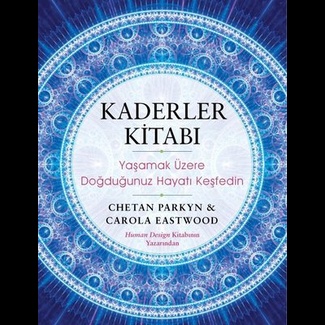 KADERLER
KİTABI
Yaşamak Üzere
Doğduğunuz Hayatı Keşfedin
CHETAN PARKYN &
CAROLA EASTWOOD
Human Design Kitabının
Yazarından